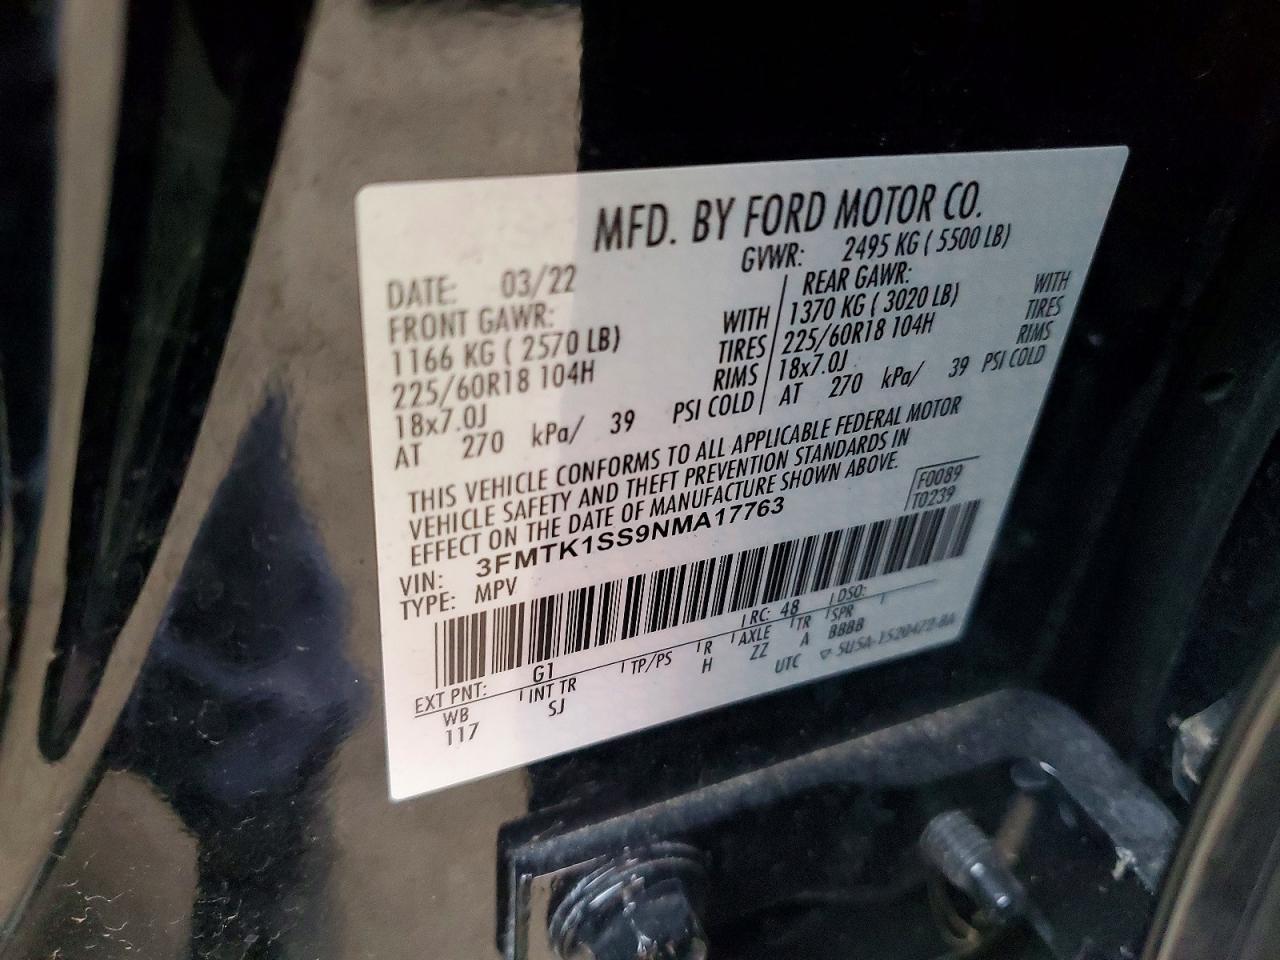 MFD. BY FORD MOTOR CO.
DATE: 03/22
GVWR: 2495 KG ( 5500 LB)
FRONT GAWR:
1166 KG ( 2570 LB) WITH
225/60R18 104H TIRES
18x7.0J RIMS
AT 270 kPa/ 39 PSI COLD
REAR GAWR:
1370 KG ( 3020 LB) WITH
225/60R18 104H TIRES
18x7.0J RIMS
AT 270 kPa/ 39 PSI COLD
THIS VEHICLE CONFORMS TO ALL APPLICABLE FEDERAL MOTOR
VEHICLE SAFETY AND THEFT PREVENTION STANDARDS IN
EFFECT ON THE DATE OF MANUFACTURE SHOWN ABOVE.
F0089
T0239
VIN: 3FMTK1SS9NMA17763
TYPE: MPV
EXT PNT: G1 RC: 48 DSO:
WB INT TR TP/PS R AXLE TR SPR
117 SJ H ZZ A BBBB
UTC ▽ 5U5A-1520472-BA